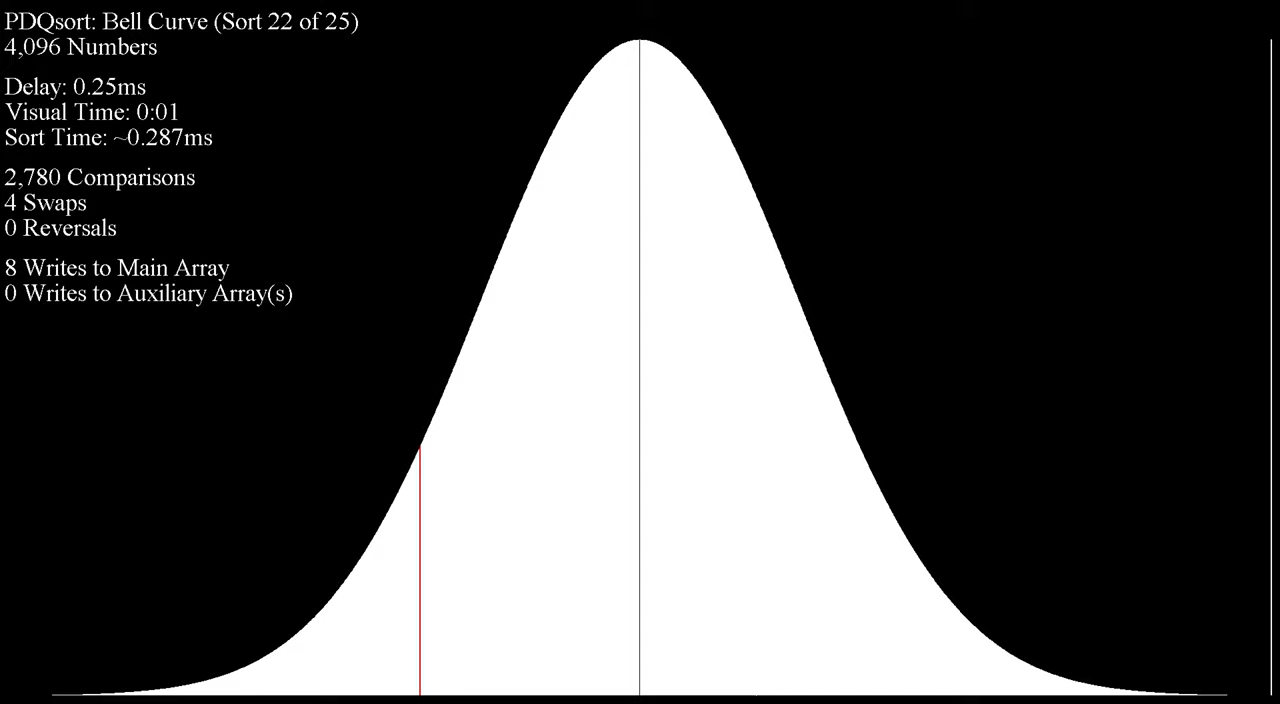 PDQsort: Bell Curve (Sort 22 of 25)
4,096 Numbers
Delay: 0.25ms
Visual Time: 0:01
Sort Time: ~0.287ms
2,780 Comparisons
4 Swaps
0 Reversals
8 Writes to Main Array
0 Writes to Auxiliary Array(s)